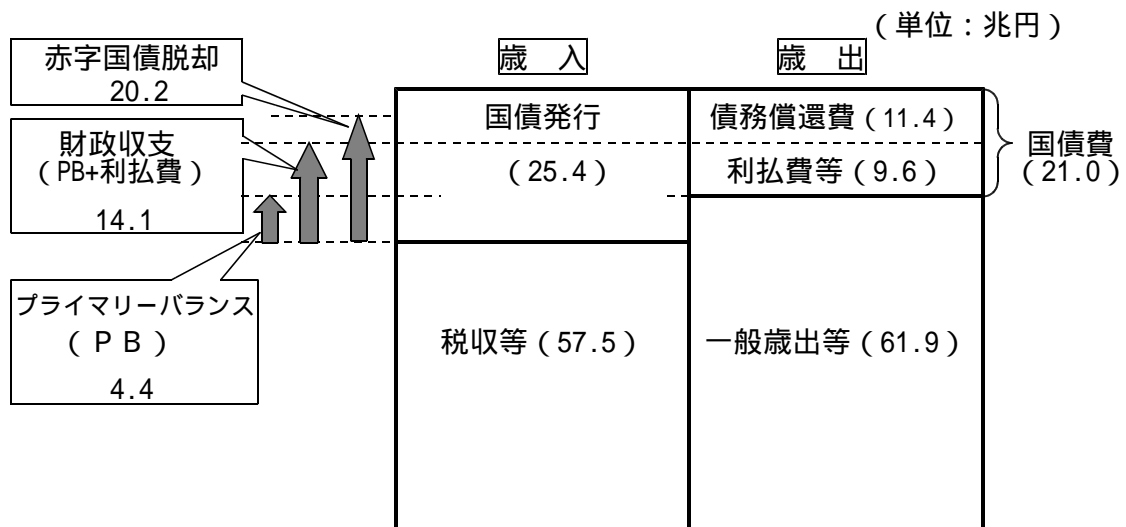 （単位：兆円）
赤字国債脱却
20.2
財政収支
（PB+利払費）
14.1
プライマリーバランス
（ＰＢ）
4.4
歳　入
歳　出
国債発行
（25.4）
債務償還費（11.4）
利払費等（9.6）
国債費
（21.0）
税収等（57.5）
一般歳出等（61.9）